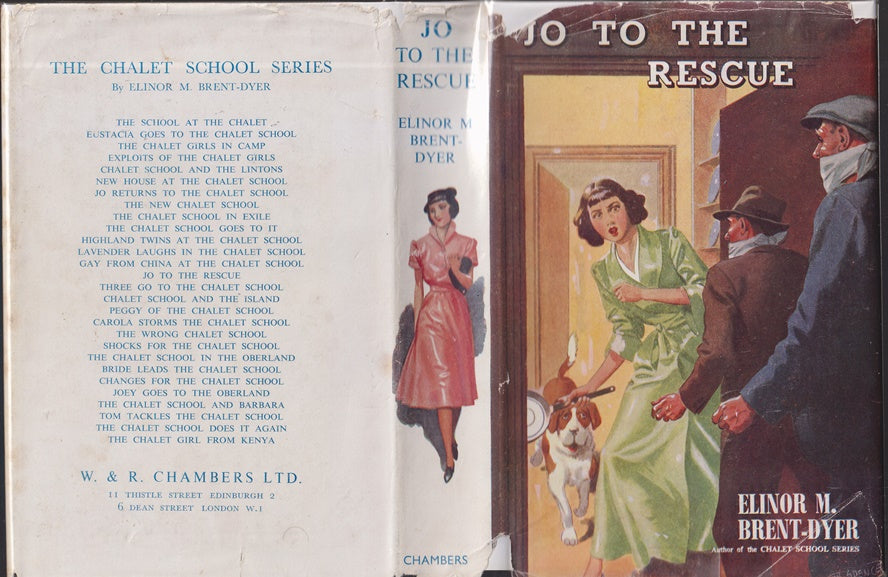 THE CHALET SCHOOL SERIES
By ELINOR M. BRENT-DYER
THE SCHOOL AT THE CHALET
EUSTACIA GOES TO THE CHALET SCHOOL
THE CHALET GIRLS IN CAMP
EXPLOITS OF THE CHALET GIRLS
CHALET SCHOOL AND THE LINTONS
NEW HOUSE AT THE CHALET SCHOOL
JO RETURNS TO THE CHALET SCHOOL
THE NEW CHALET SCHOOL
THE CHALET SCHOOL IN EXILE
THE CHALET SCHOOL GOES TO IT
HIGHLAND TWINS AT THE CHALET SCHOOL
LAVENDER LAUGHS IN THE CHALET SCHOOL
GAY FROM CHINA AT THE CHALET SCHOOL
JO TO THE RESCUE
THREE GO TO THE CHALET SCHOOL
CHALET SCHOOL AND THE ISLAND
PEGGY OF THE CHALET SCHOOL
CAROLA STORMS THE CHALET SCHOOL
THE WRONG CHALET SCHOOL
SHOCKS FOR THE CHALET SCHOOL
THE CHALET SCHOOL IN THE OBERLAND
BRIDE LEADS THE CHALET SCHOOL
CHANGES FOR THE CHALET SCHOOL
JOEY GOES TO THE OBERLAND
THE CHALET SCHOOL AND BARBARA
TOM TACKLES THE CHALET SCHOOL
THE CHALET SCHOOL DOES IT AGAIN
THE CHALET GIRL FROM KENYA
W. & R. CHAMBERS LTD.
11 THISTLE STREET EDINBURGH 2
6 DEAN STREET LONDON W.1
JO
TO THE
RESCUE
ELINOR M
BRENT-
DYER
CHAMBERS
JO TO THE
RESCUE
ELINOR M.
BRENT-DYER
Author of the CHALET SCHOOL SERIES